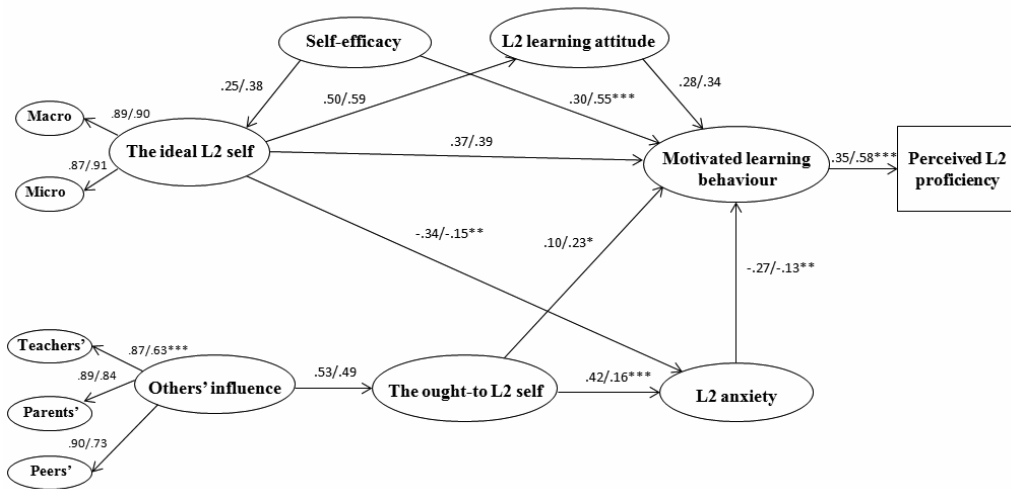 Self-efficacy
L2 learning attitude
.25/.38
.50/.59
.30/.55***
.28/.34
Macro
.89/.90
The ideal L2 self
.37/.39
Motivated learning
behaviour
.35/.58***
Perceived L2
proficiency
.87/.91
Micro
-.34/-.15**
.10/.23*
-.27/-.13**
Teachers’
.87/.63***
.89/.84
Others’ influence
.53/.49
The ought-to L2 self
.42/.16***
L2 anxiety
Parents’
.90/.73
Peers’